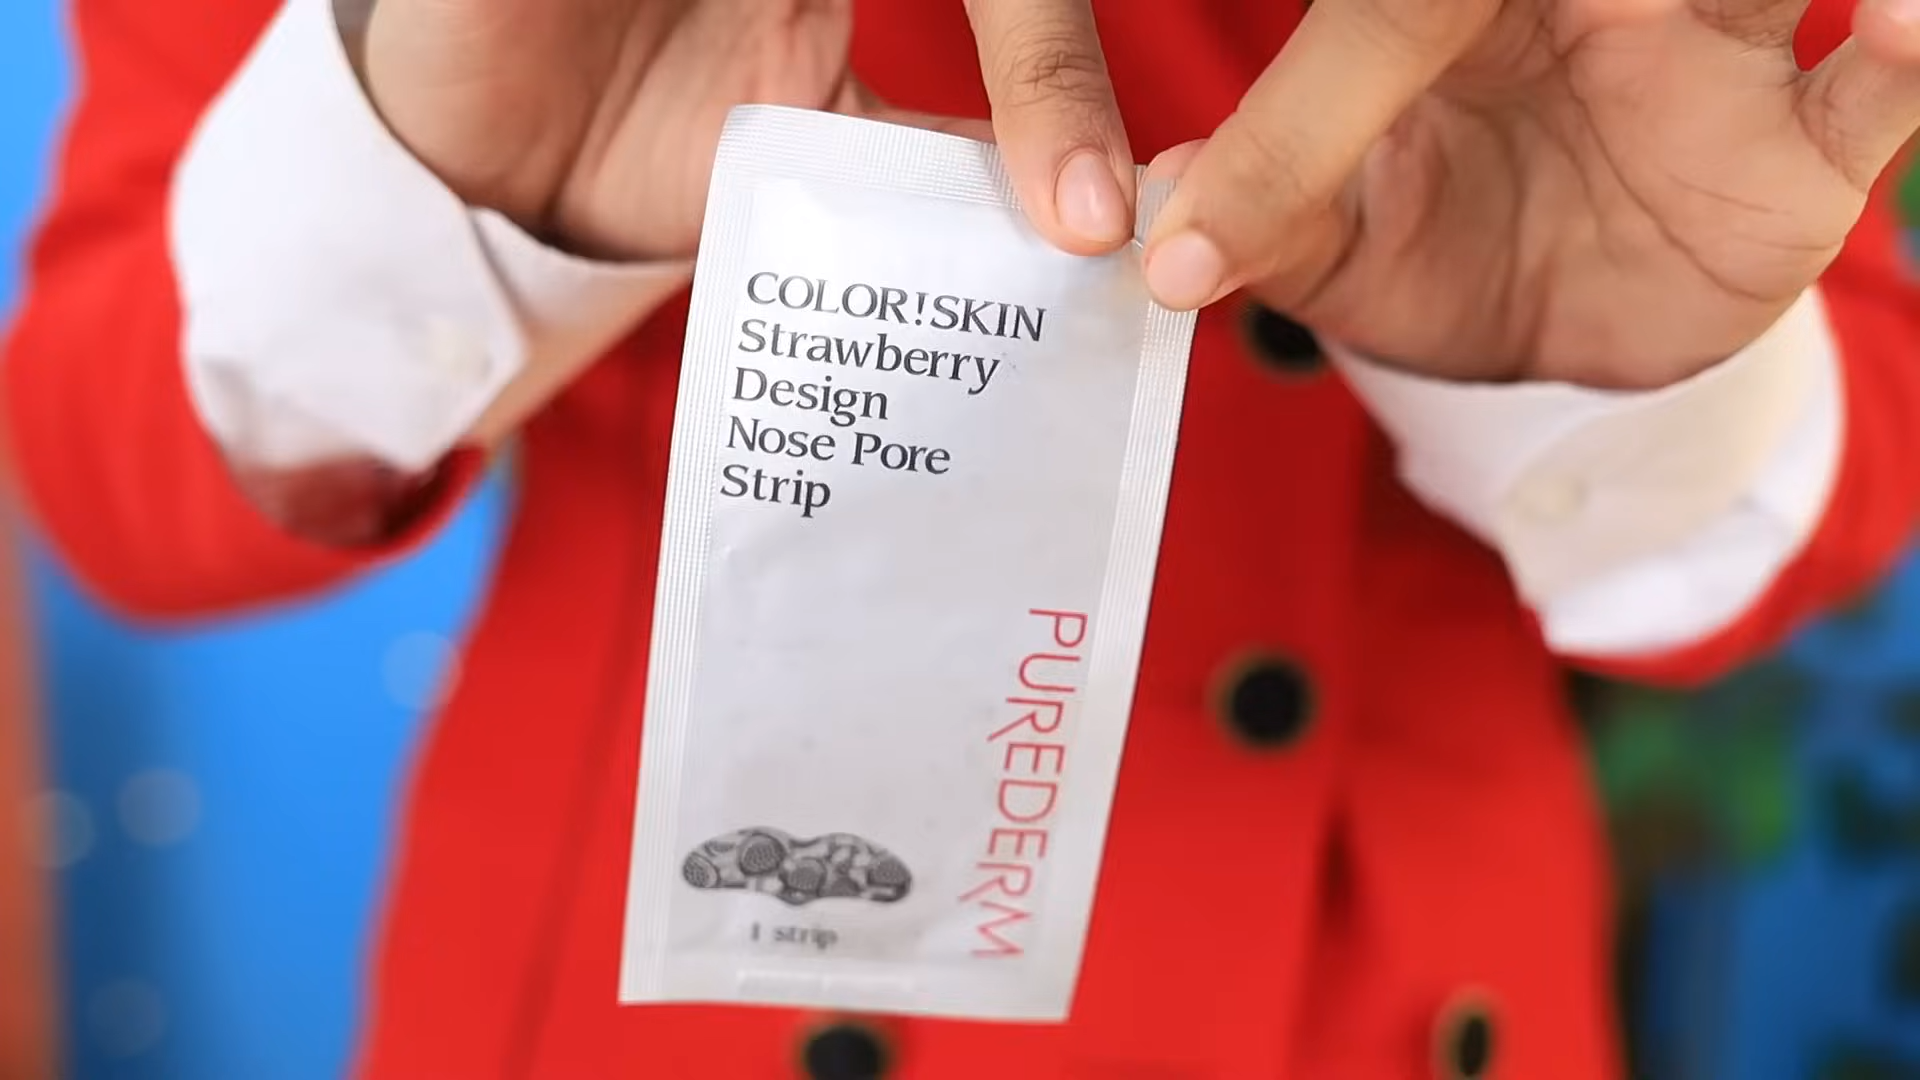 COLOR!SKIN
Strawberry
Design
Nose Pore
Strip
PUREDERM
1 strip